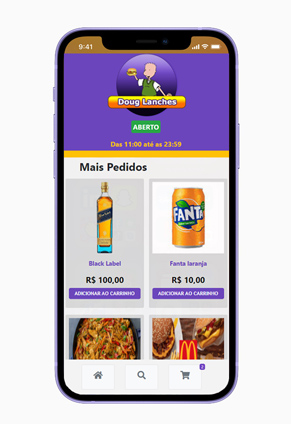 9:41
Doug Lanches
ABERTO
Das 11:00 até as 23:59
Mais Pedidos
FANTA
Black Label
Fanta laranja
R$ 100,00
R$ 10,00
ADICIONAR AO CARRINHO
ADICIONAR AO CARRINHO